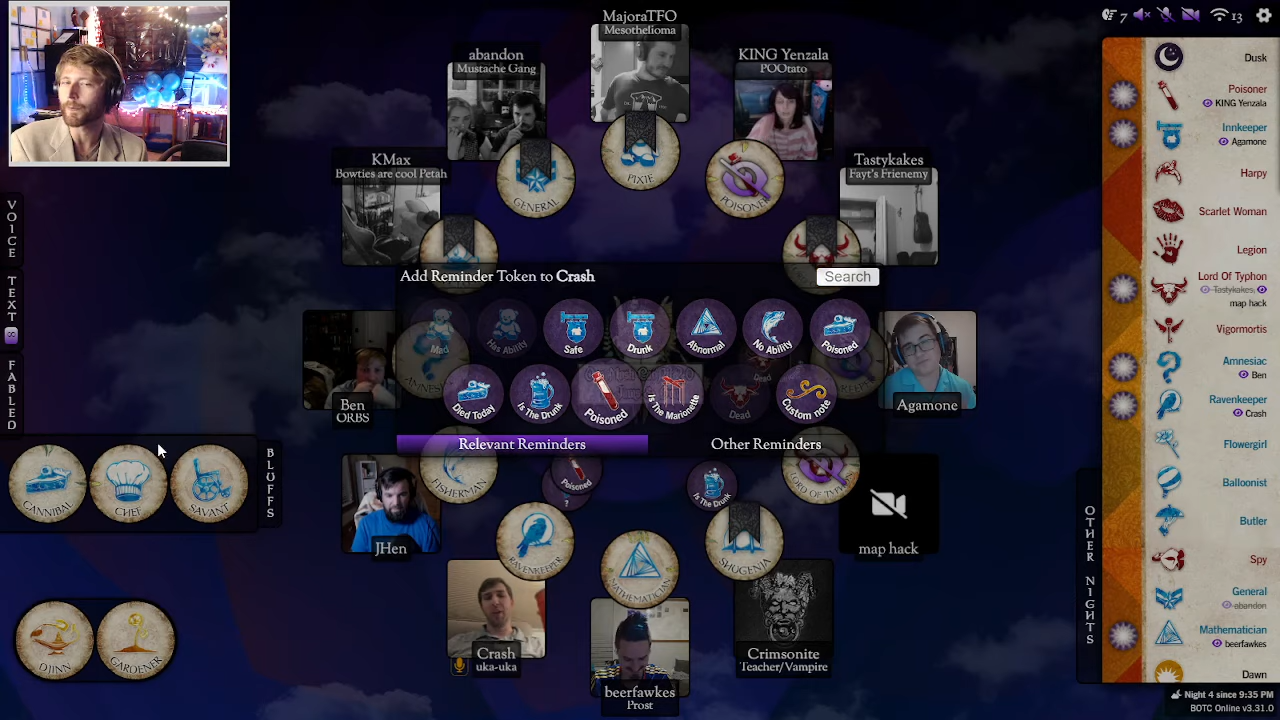 MajoraTFO
Mesothelioma
7
13
abandon
Mustache Gang
KING Yenzala
POOtato
KMax
Bowties are cool Petah
Tastykakes
Fayt's Frienemy
GENERAL
PIXIE
POISONER
VOICE
TEXT
FABLED
Add Reminder Token to Crash
Search
Mad
Has Ability
Safe
Drunk
Abnormal
No Ability
Poisoned
Died Today
Is The Drunk
Poisoned
Is The Marionette
Dead
Custom note
Dead
Relevant Reminders
Other Reminders
Ben
ORBS
Agamone
CANNIBAL
CHEF
SAVANT
BLUFFS
DJINN
GARDENER
JHen
FISHERMAN
Poisoned
?
Is The Drunk
RAVENKEEPER
MATHEMATICIAN
SHUGENJA
map hack
Crash
uka-uka
beerfawkes
Prost
Crimsonite
Teacher/Vampire
OTHER NIGHTS
Dusk
Poisoner
KING Yenzala
Innkeeper
Agamone
Harpy
Scarlet Woman
Legion
Lord Of Typhon
Tastykakes,
map hack
Vigormortis
Amnesiac
Ben
Ravenkeeper
Crash
Flowergirl
Balloonist
Butler
Spy
General
abandon
Mathematician
beerfawkes
Dawn
Night 4 since 9:35 PM
BOTC Online v3.31.0